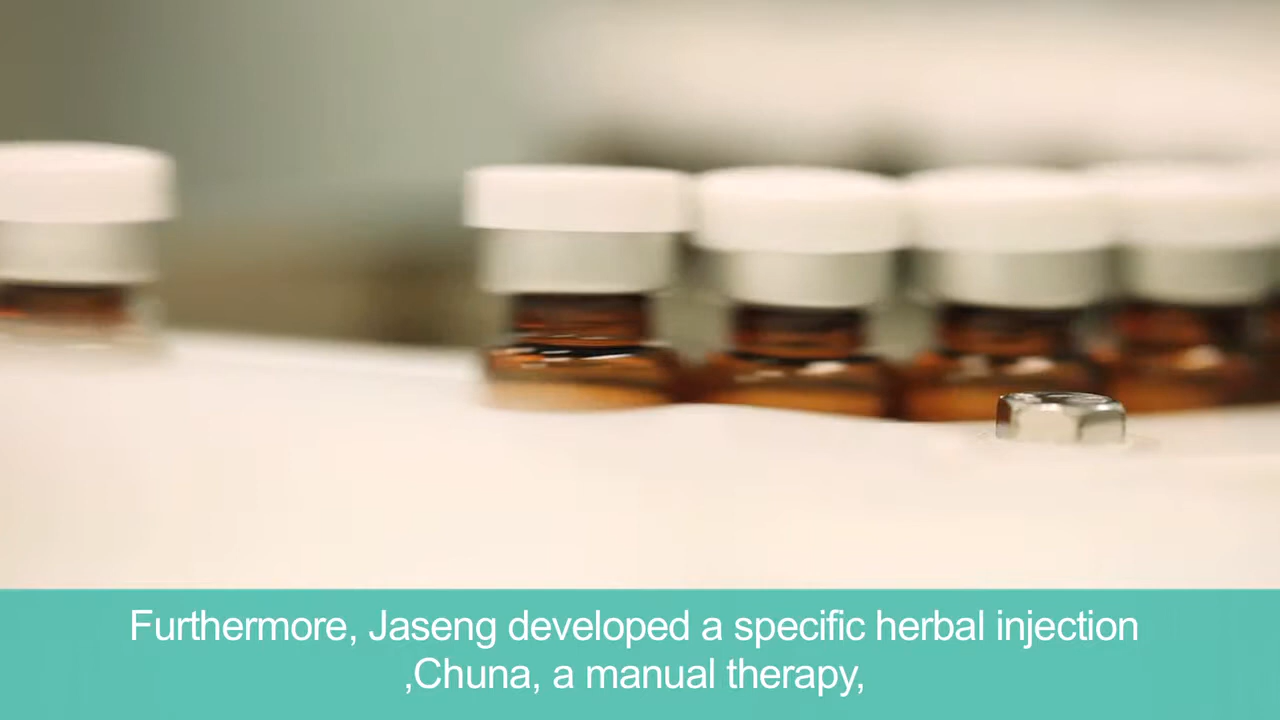 Furthermore, Jaseng developed a specific herbal injection
,Chuna, a manual therapy,